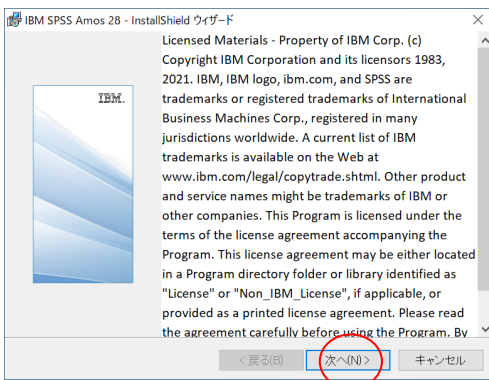 IBM SPSS Amos 28 - InstallShield ウィザード
IBM.
Licensed Materials - Property of IBM Corp. (c)
Copyright IBM Corporation and its licensors 1983,
2021. IBM, IBM logo, ibm.com, and SPSS are
trademarks or registered trademarks of International
Business Machines Corp., registered in many
jurisdictions worldwide. A current list of IBM
trademarks is available on the Web at
www.ibm.com/legal/copytrade.shtml. Other product
and service names might be trademarks of IBM or
other companies. This Program is licensed under the
terms of the license agreement accompanying the
Program. This license agreement may be either located
in a Program directory folder or library identified as
"License" or "Non_IBM_License", if applicable, or
provided as a printed license agreement. Please read
the agreement carefully before using the Program. By
< 戻る(B)
次へ(N) >
キャンセル